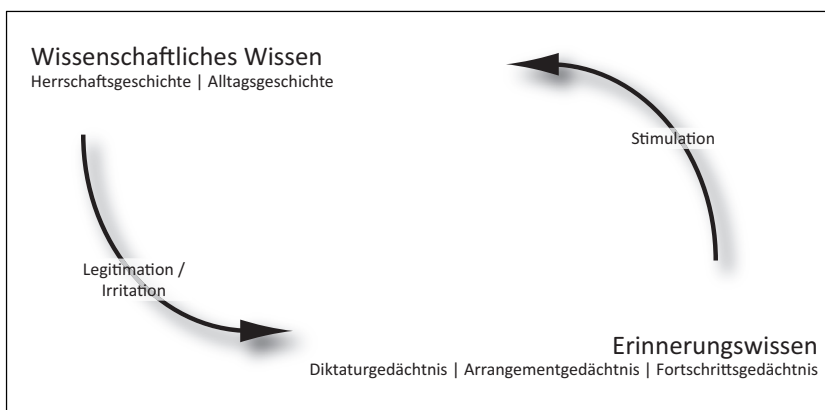 Wissenschaftliches Wissen
Herrschaftsgeschichte | Alltagsgeschichte
Stimulation
Legitimation /
Irritation
Erinnerungswissen
Diktaturgedächtnis | Arrangementgedächtnis | Fortschrittsgedächtnis